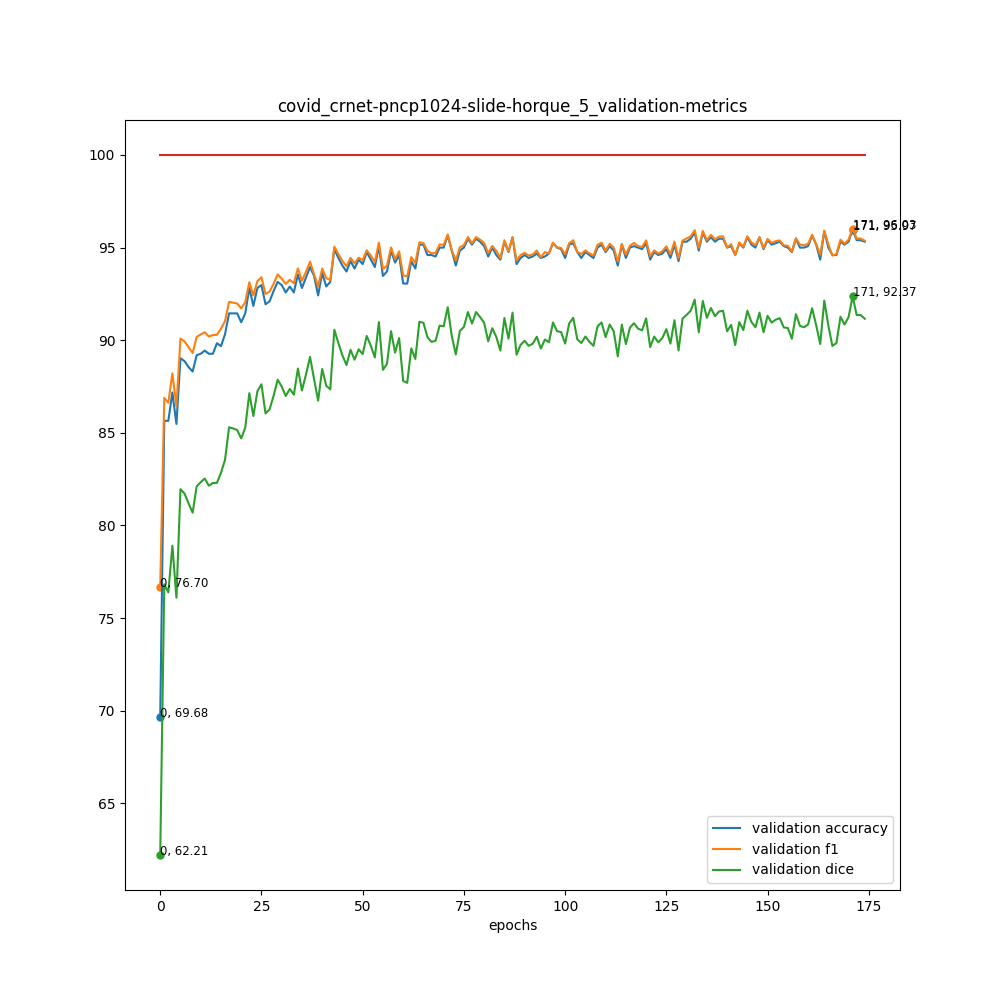 covid_crnet-pncp1024-slide-horque_5_validation-metrics
100
95
90
85
80
75
70
65
171, 92.37
0, 76.70
0, 69.68
0, 62.21
validation accuracy
validation f1
validation dice
0 25 50 75 100 125 150 175
epochs